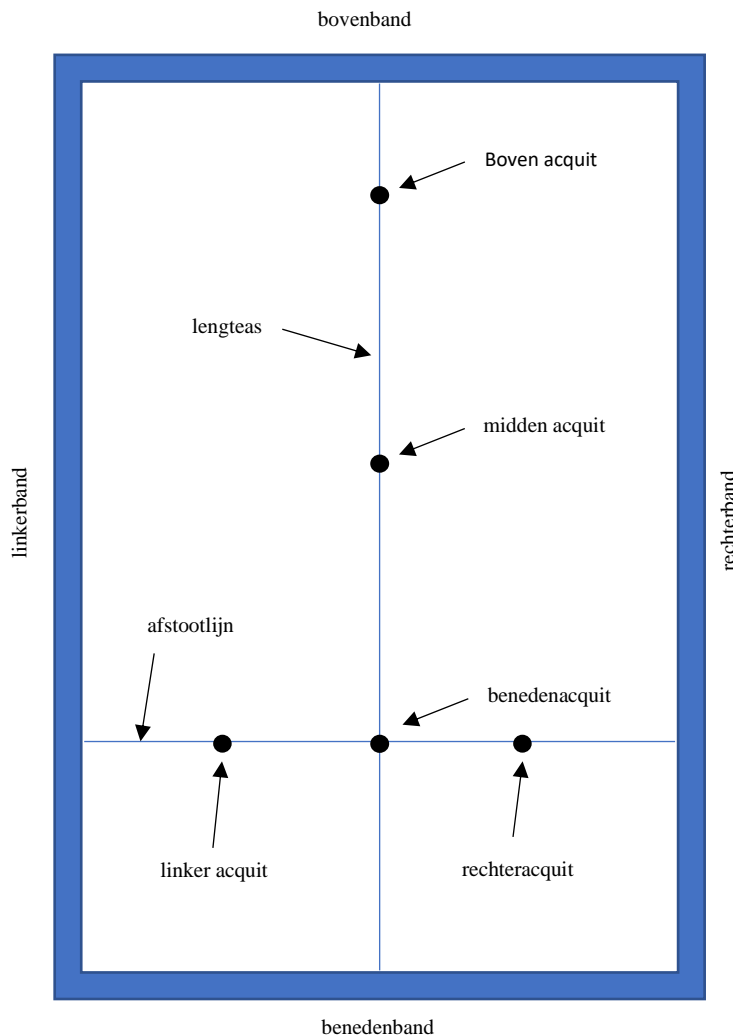 bovenband
Boven acquit
lengteas
midden acquit
linkerband
rechterband
afstootlijn
benedenacquit
linker acquit
rechteracquit
benedenband